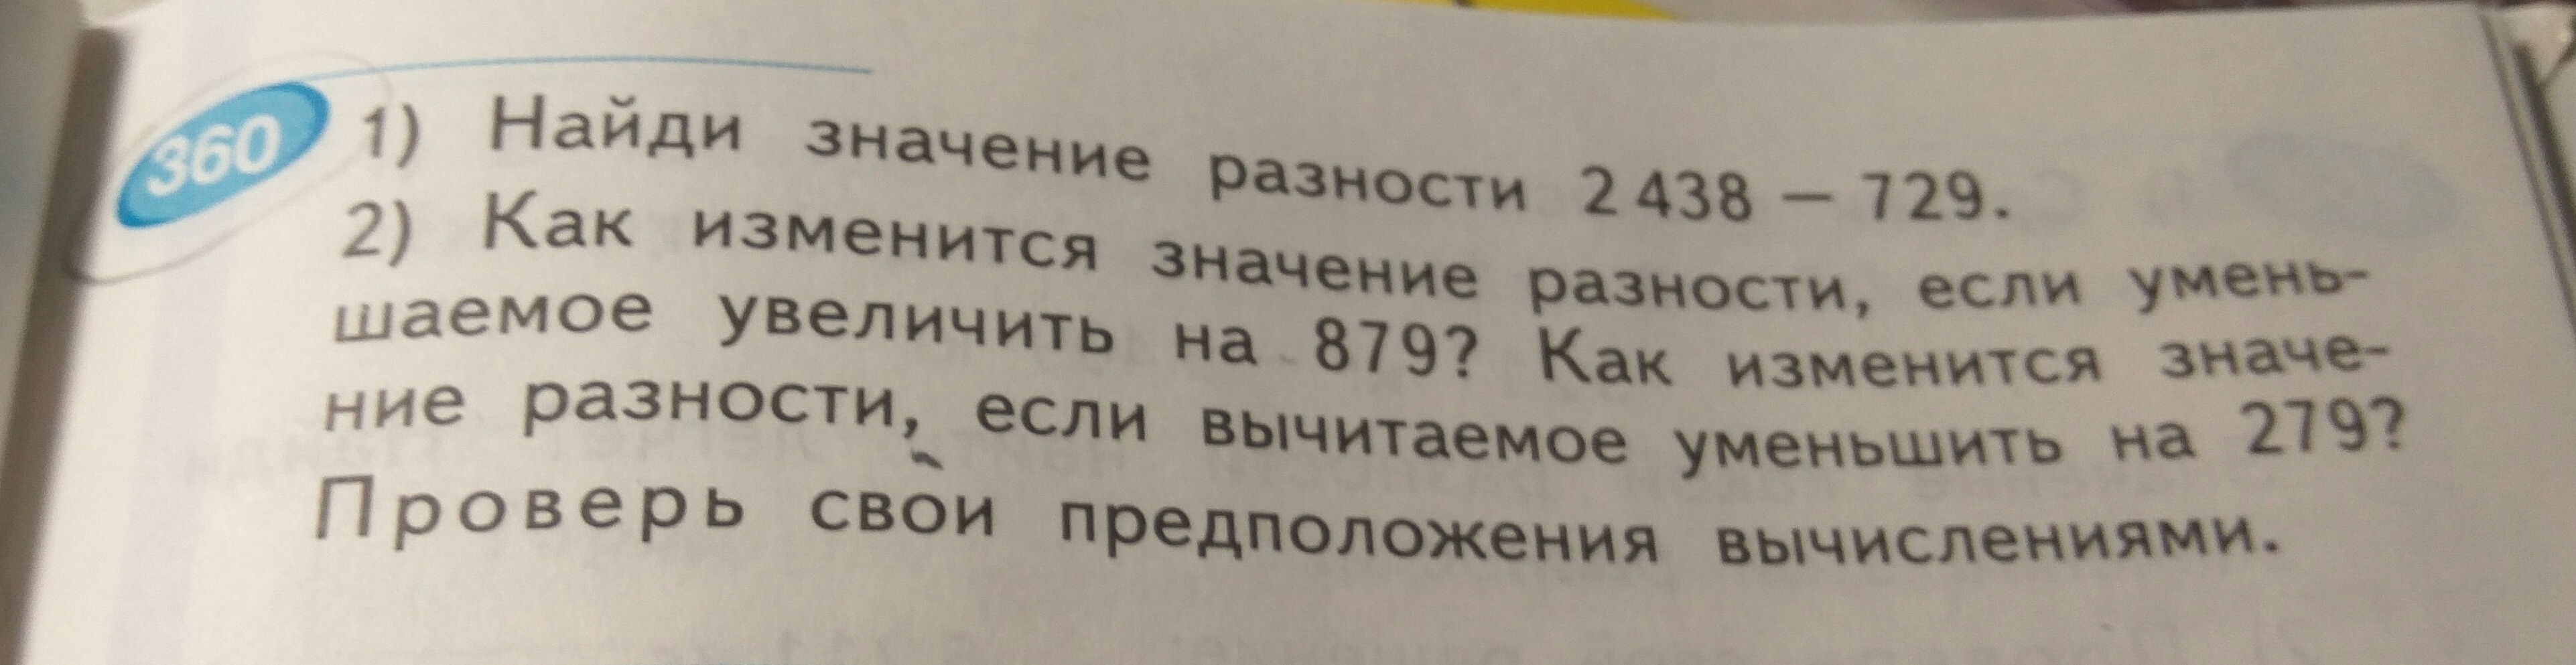 360 1) Найди значение разности 2 438 – 729.
2) Как изменится значение разности, если умень-
шаемое увеличить на 879? Как изменится значе-
ние разности, если вычитаемое уменьшить на 279?
Проверь свои предположения вычислениями.